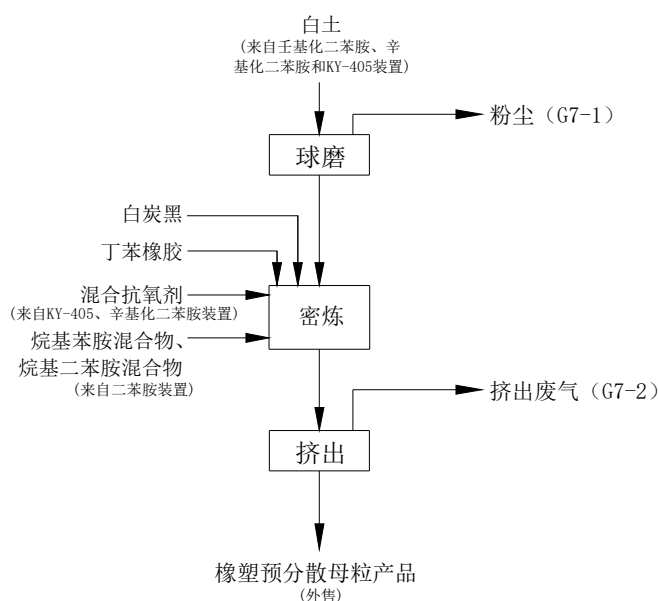 白土
(来自壬基化二苯胺、辛
基化二苯胺和KY-405装置)
粉尘（G7-1）
球磨
白炭黑
丁苯橡胶
混合抗氧剂
(来自KY-405、辛基化二苯胺装置)
密炼
烷基苯胺混合物、
烷基二苯胺混合物
(来自二苯胺装置)
挤出废气（G7-2）
挤出
橡塑预分散母粒产品
(外售)